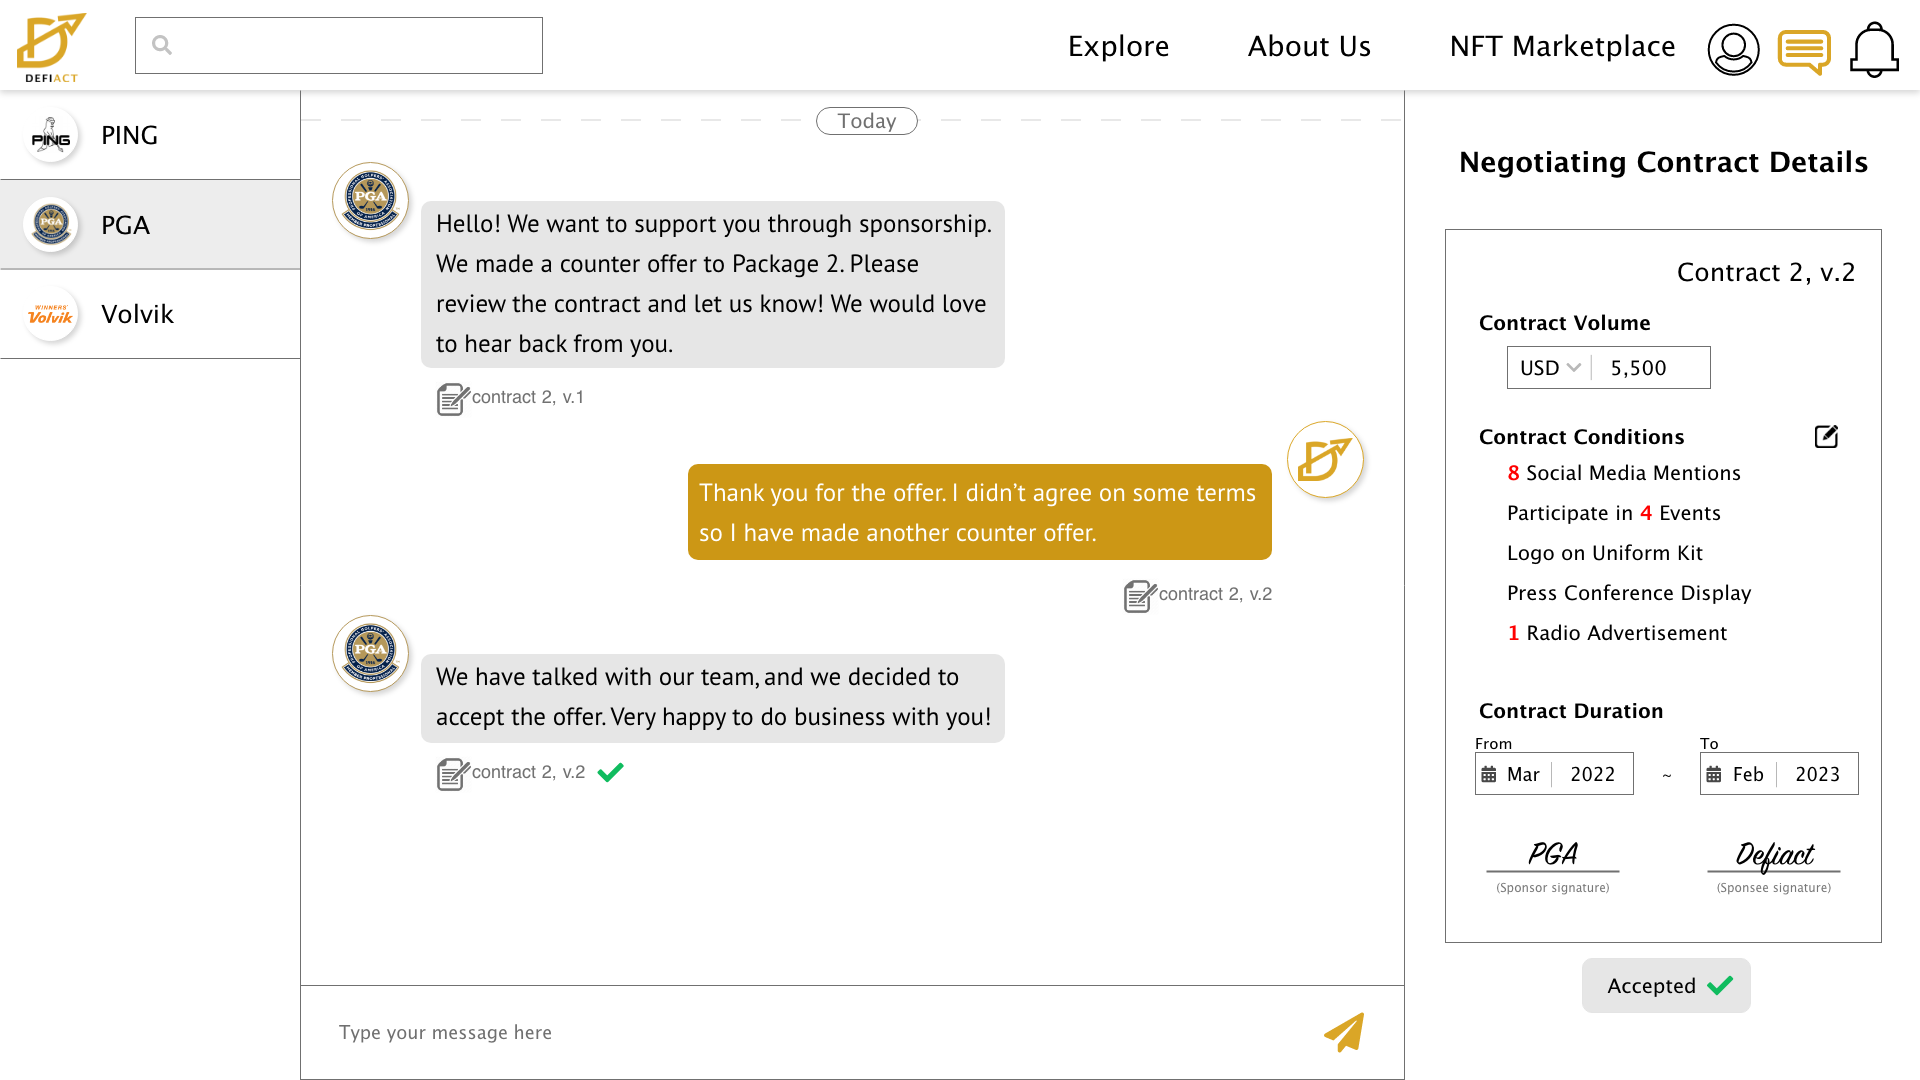 DEFIACT
Explore
About Us
NFT Marketplace
PING
PING
PGA
PGA
WINNERS
Volvik
Volvik
Today
PGA
Hello! We want to support you through sponsorship.
We made a counter offer to Package 2. Please
review the contract and let us know! We would love
to hear back from you.
contract 2, v.1
Thank you for the offer. I didn’t agree on some terms
so I have made another counter offer.
contract 2, v.2
PGA
We have talked with our team, and we decided to
accept the offer. Very happy to do business with you!
contract 2, v.2
Type your message here
Negotiating Contract Details
Contract 2, v.2
Contract Volume
USD 5,500
Contract Conditions
8 Social Media Mentions
Participate in 4 Events
Logo on Uniform Kit
Press Conference Display
1 Radio Advertisement
Contract Duration
From To
Mar 2022 ~ Feb 2023
PGA Defiact
(Sponsor signature) (Sponsee signature)
Accepted